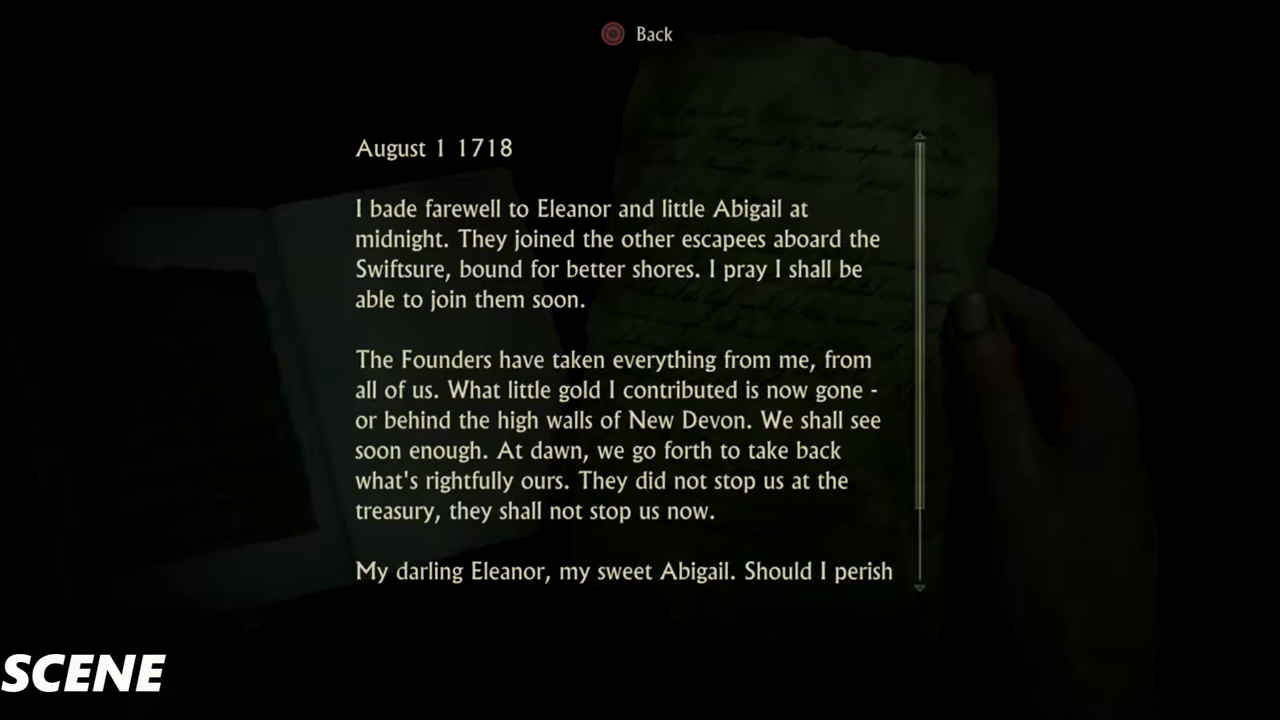 Back
August 1 1718
I bade farewell to Eleanor and little Abigail at
midnight. They joined the other escapees aboard the
Swiftsure, bound for better shores. I pray I shall be
able to join them soon.
The Founders have taken everything from me, from
all of us. What little gold I contributed is now gone -
or behind the high walls of New Devon. We shall see
soon enough. At dawn, we go forth to take back
what's rightfully ours. They did not stop us at the
treasury, they shall not stop us now.
My darling Eleanor, my sweet Abigail. Should I perish
SCENE